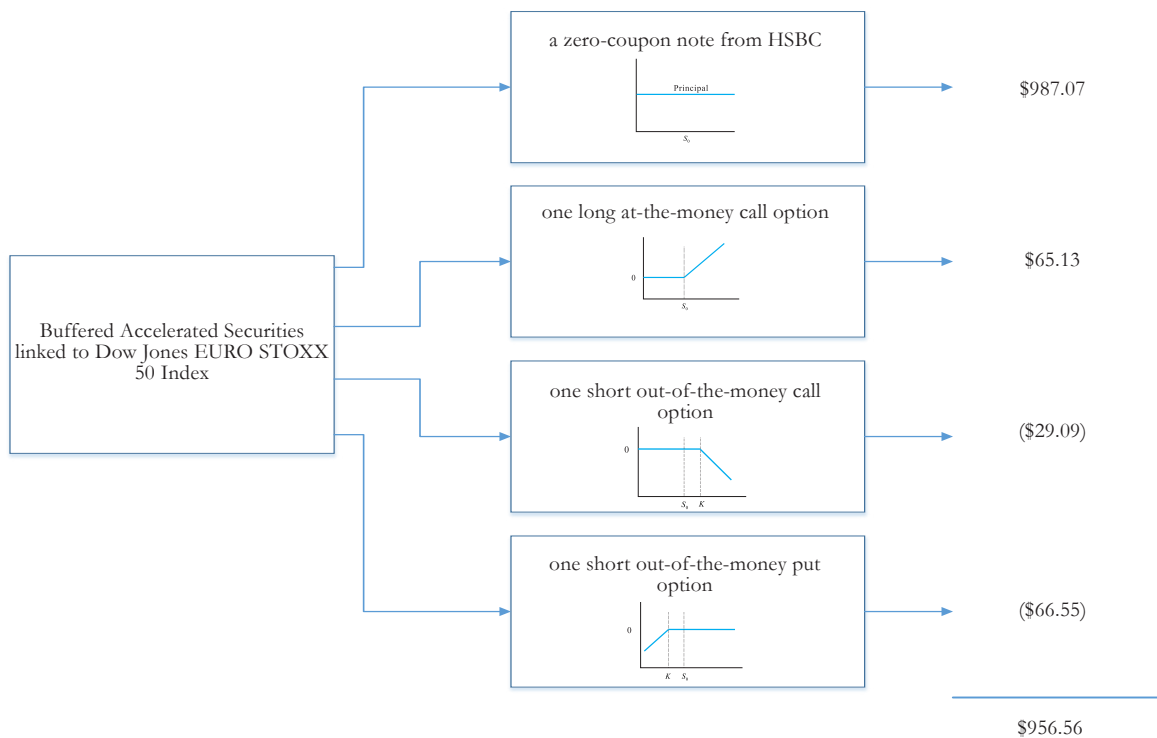 a zero-coupon note from HSBC
Principal
S₀
$987.07
one long at-the-money call option
0
S₀
$65.13
Buffered Accelerated Securities
linked to Dow Jones EURO STOXX
50 Index
one short out-of-the-money call
option
0
S₀ K
($29.09)
one short out-of-the-money put
option
0
K S₀
($66.55)
$956.56